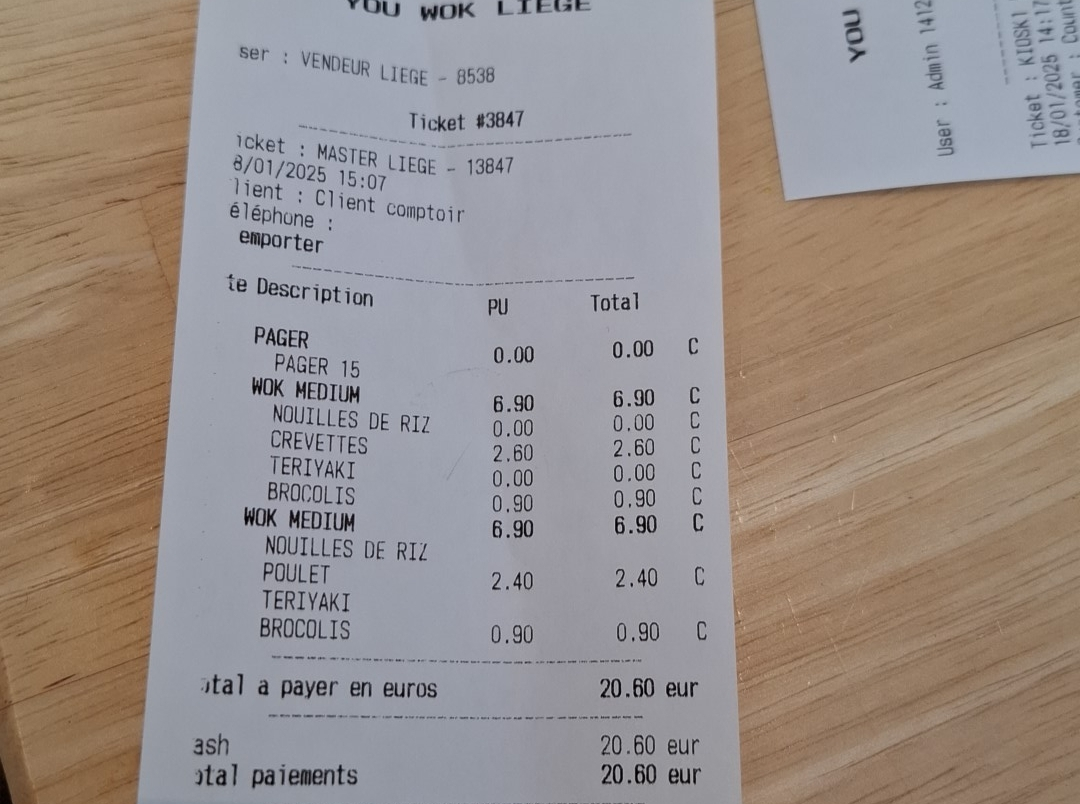 YOU WOK LIEGE
ser : VENDEUR LIEGE - 8538
Ticket #3847
icket : MASTER LIEGE - 13847
8/01/2025 15:07
lient : Client comptoir
éléphone :
emporter
te Description PU Total
PAGER 0.00 0.00 C
PAGER 15
WOK MEDIUM 6.90 6.90 C
NOUILLES DE RIZ 0.00 0.00 C
CREVETTES 2.60 2.60 C
TERIYAKI 0.00 0.00 C
BROCOLIS 0.90 0.90 C
WOK MEDIUM 6.90 6.90 C
NOUILLES DE RIZ
POULET 2.40 2.40 C
TERIYAKI
BROCOLIS 0.90 0.90 C
otal a payer en euros 20.60 eur
ash 20.60 eur
otal paiements 20.60 eur
YOU
User : Admin 1412
Ticket : KIOSK1
18/01/2025 14:17
stomer : Count